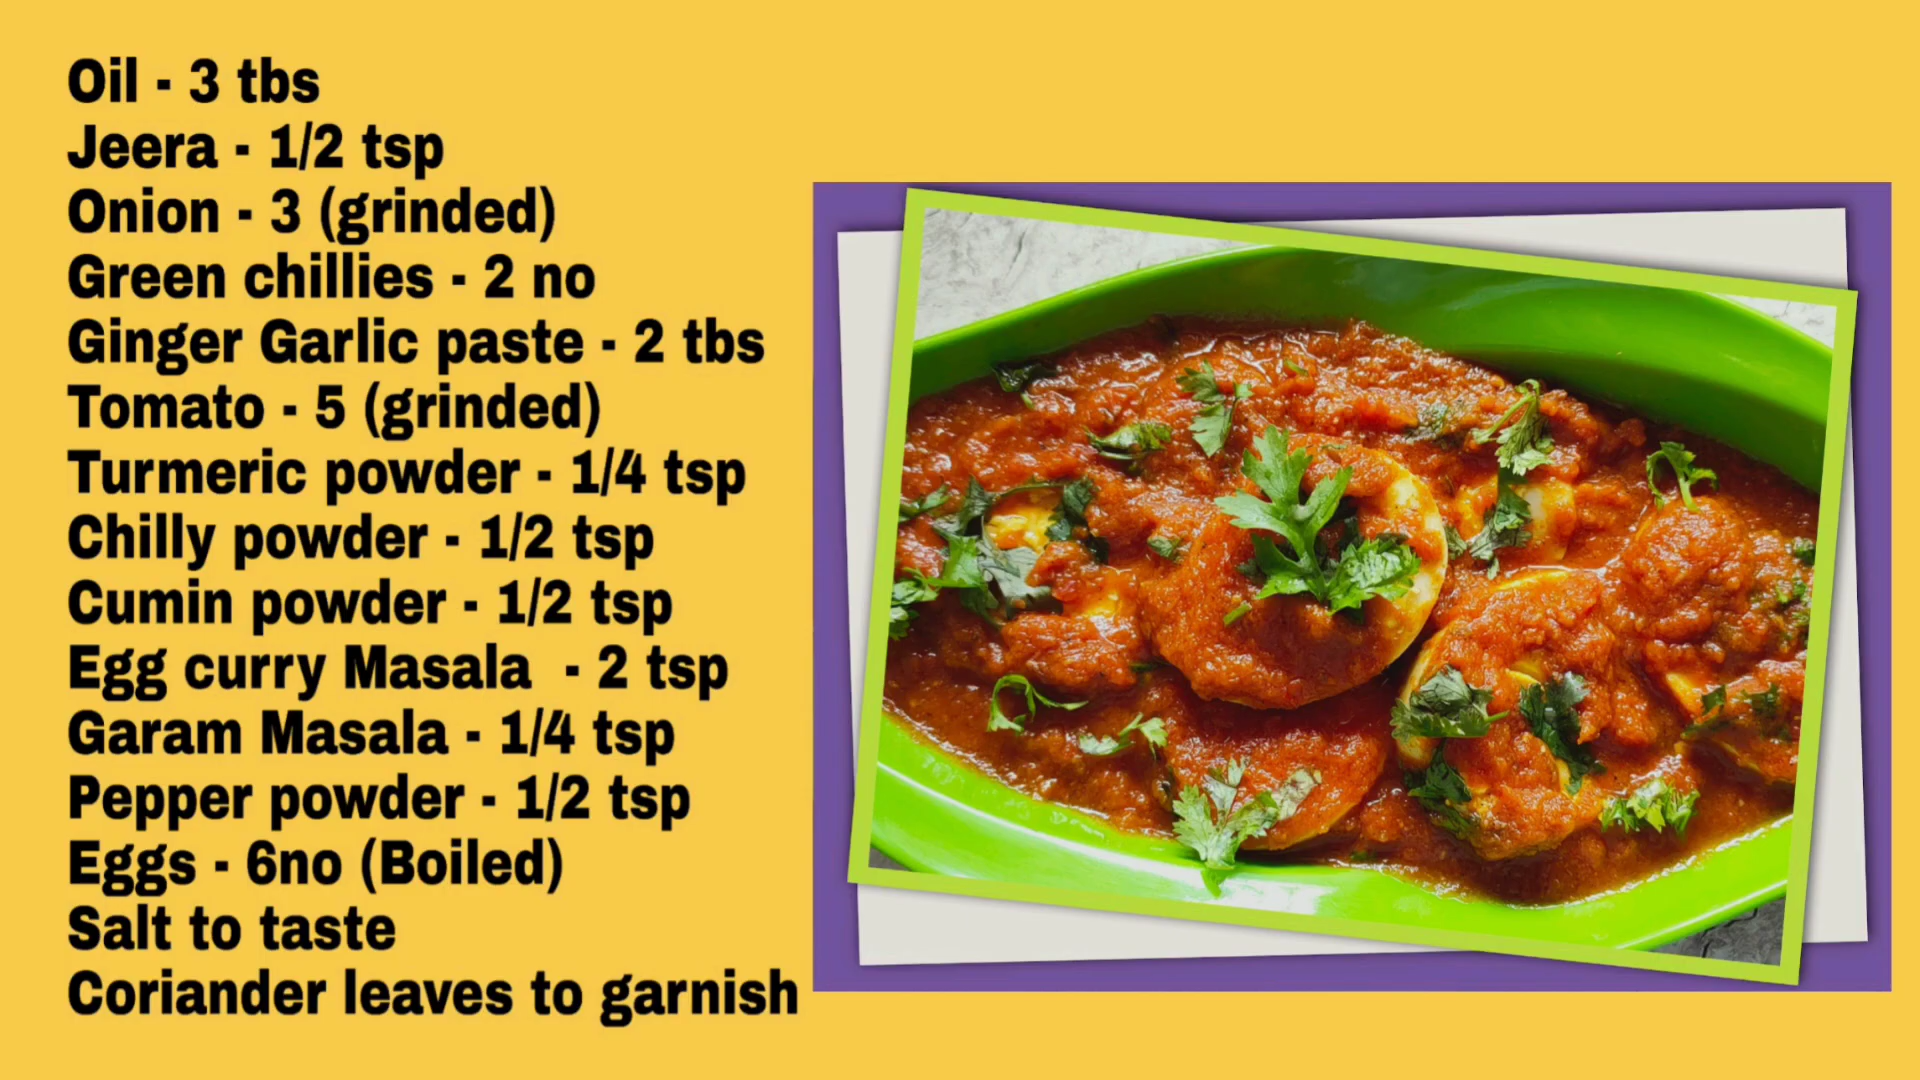 Oil - 3 tbs
Jeera - 1/2 tsp
Onion - 3 (grinded)
Green chillies - 2 no
Ginger Garlic paste - 2 tbs
Tomato - 5 (grinded)
Turmeric powder - 1/4 tsp
Chilly powder - 1/2 tsp
Cumin powder - 1/2 tsp
Egg curry Masala  - 2 tsp
Garam Masala - 1/4 tsp
Pepper powder - 1/2 tsp
Eggs - 6no (Boiled)
Salt to taste
Coriander leaves to garnish